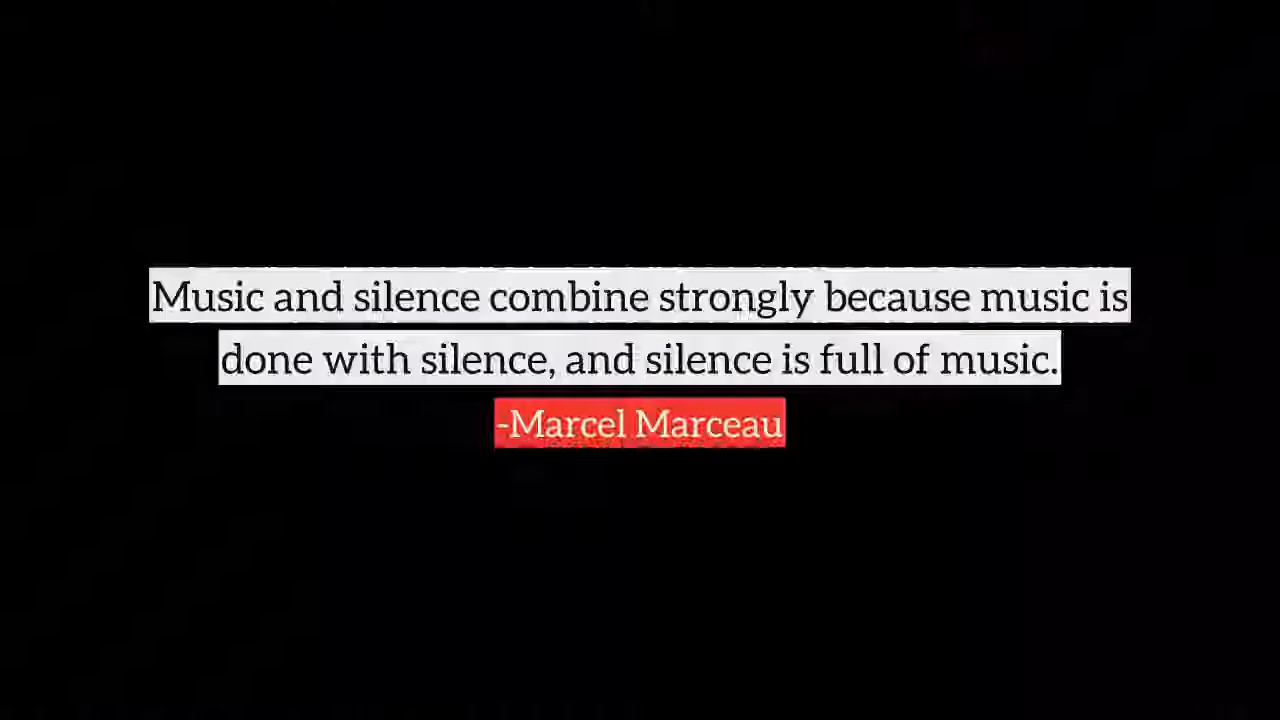 Music and silence combine strongly because music is
done with silence, and silence is full of music.
-Marcel Marceau